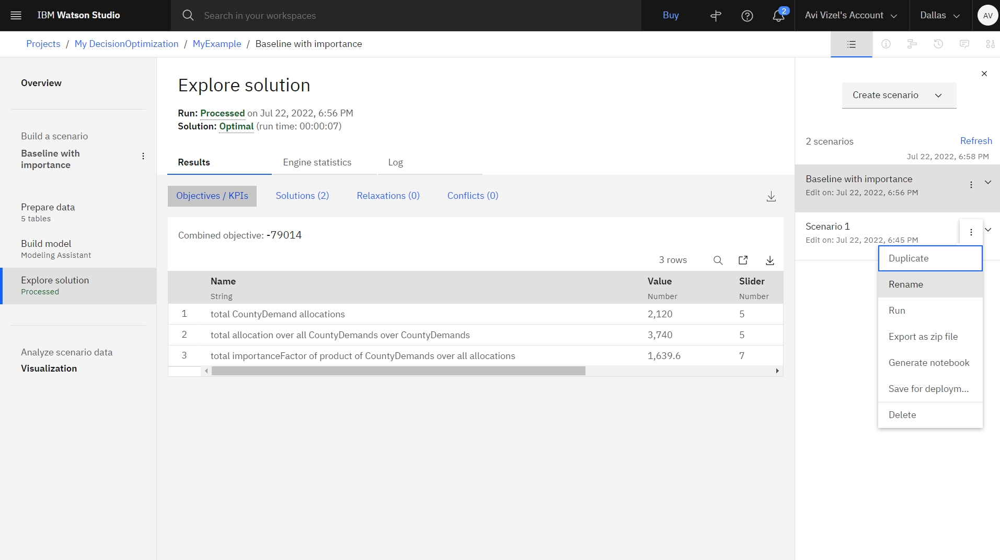 IBM Watson Studio
Search in your workspaces
Buy
2
Avi Vizel's Account
Dallas
AV
Projects / My DecisionOptimization / MyExample / Baseline with importance
Overview
Build a scenario
Baseline with
importance
Prepare data
5 tables
Build model
Modeling Assistant
Explore solution
Processed
Analyze scenario data
Visualization
Explore solution
Run: Processed on Jul 22, 2022, 6:56 PM
Solution: Optimal (run time: 00:00:07)
Results
Engine statistics
Log
Objectives / KPIs
Solutions (2)
Relaxations (0)
Conflicts (0)
Combined objective: -79014
3 rows
Name Value Slider
String Number Number
1 total CountyDemand allocations 2,120 5
2 total allocation over all CountyDemands over CountyDemands 3,740 5
3 total importanceFactor of product of CountyDemands over all allocations 1,639.6 7
Create scenario
2 scenarios
Refresh
Jul 22, 2022, 6:58 PM
Baseline with importance
Edit on: Jul 22, 2022, 6:56 PM
Scenario 1
Edit on: Jul 22, 2022, 6:45 PM
Duplicate
Rename
Run
Export as zip file
Generate notebook
Save for deploym...
Delete